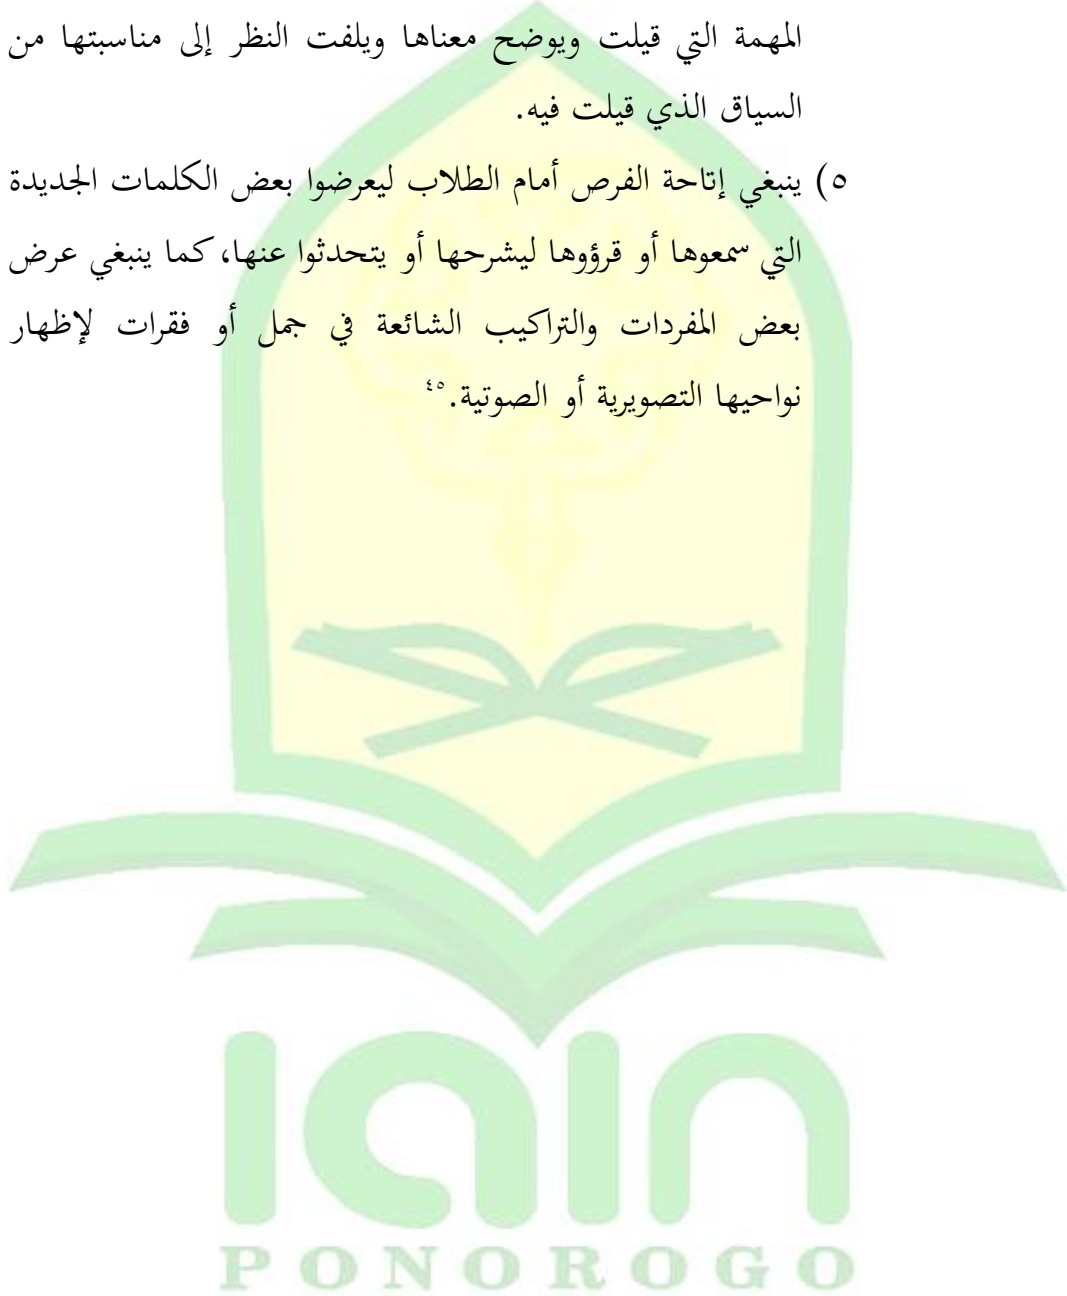 المهمة التي قيلت ويوضح معناها ويلفت النظر إلى مناسبتها من
السياق الذي قيلت فيه.
٥) ينبغي إتاحة الفرص أمام الطلاب ليعرضوا بعض الكلمات الجديدة
التي سمعوها أو قرؤوها ليشرحها أو يتحدثوا عنها، كما ينبغي عرض
بعض المفردات والتراكيب الشائعة في جمل أو فقرات لإظهار
نواحيها التصويرية أو الصوتية.٤٥
iain
PONOROGO